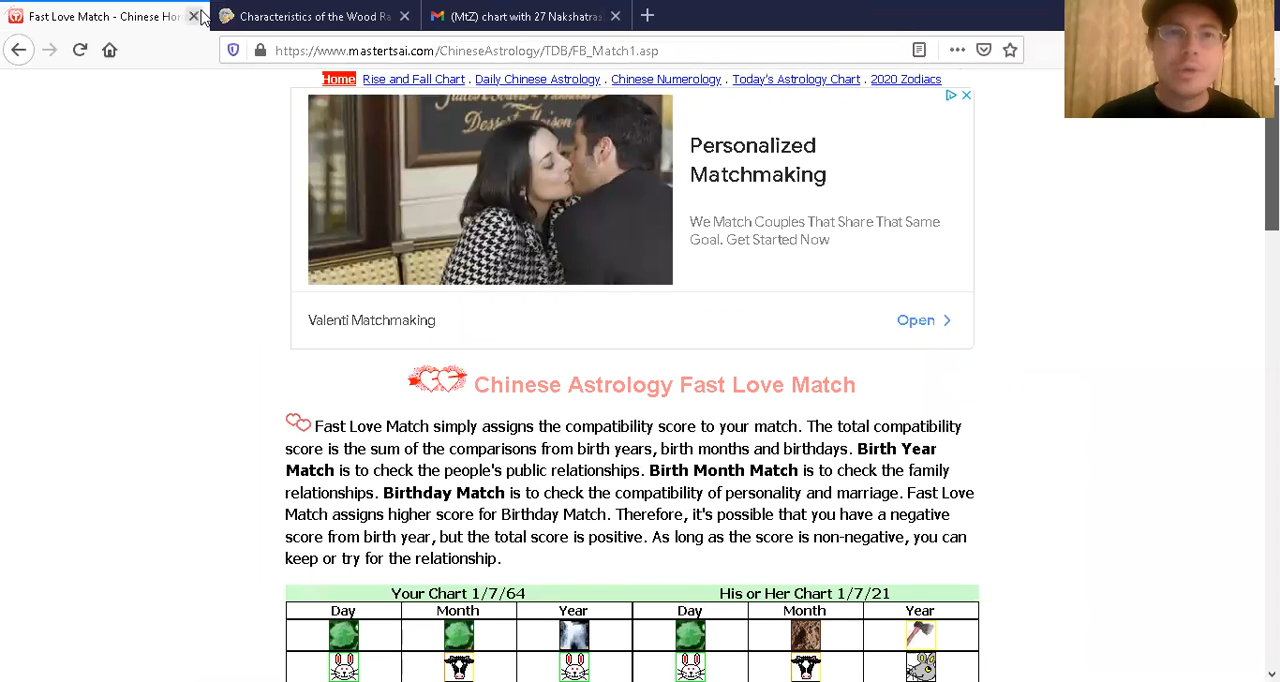 Fast Love Match - Chinese Hor
Characteristics of the Wood Ra
(MtZ) chart with 27 Nakshatras
https://www.mastertsai.com/ChineseAstrology/TDB/FB_Match1.asp
Home Rise and Fall Chart . Daily Chinese Astrology . Chinese Numerology . Today's Astrology Chart . 2020 Zodiacs
Dessert
Personalized
Matchmaking
We Match Couples That Share That Same
Goal. Get Started Now
Valenti Matchmaking
Open
Chinese Astrology Fast Love Match
Fast Love Match simply assigns the compatibility score to your match. The total compatibility
score is the sum of the comparisons from birth years, birth months and birthdays. Birth Year
Match is to check the people's public relationships. Birth Month Match is to check the family
relationships. Birthday Match is to check the compatibility of personality and marriage. Fast Love
Match assigns higher score for Birthday Match. Therefore, it's possible that you have a negative
score from birth year, but the total score is positive. As long as the score is non-negative, you can
keep or try for the relationship.
Your Chart 1/7/64 His or Her Chart 1/7/21
Day Month Year Day Month Year